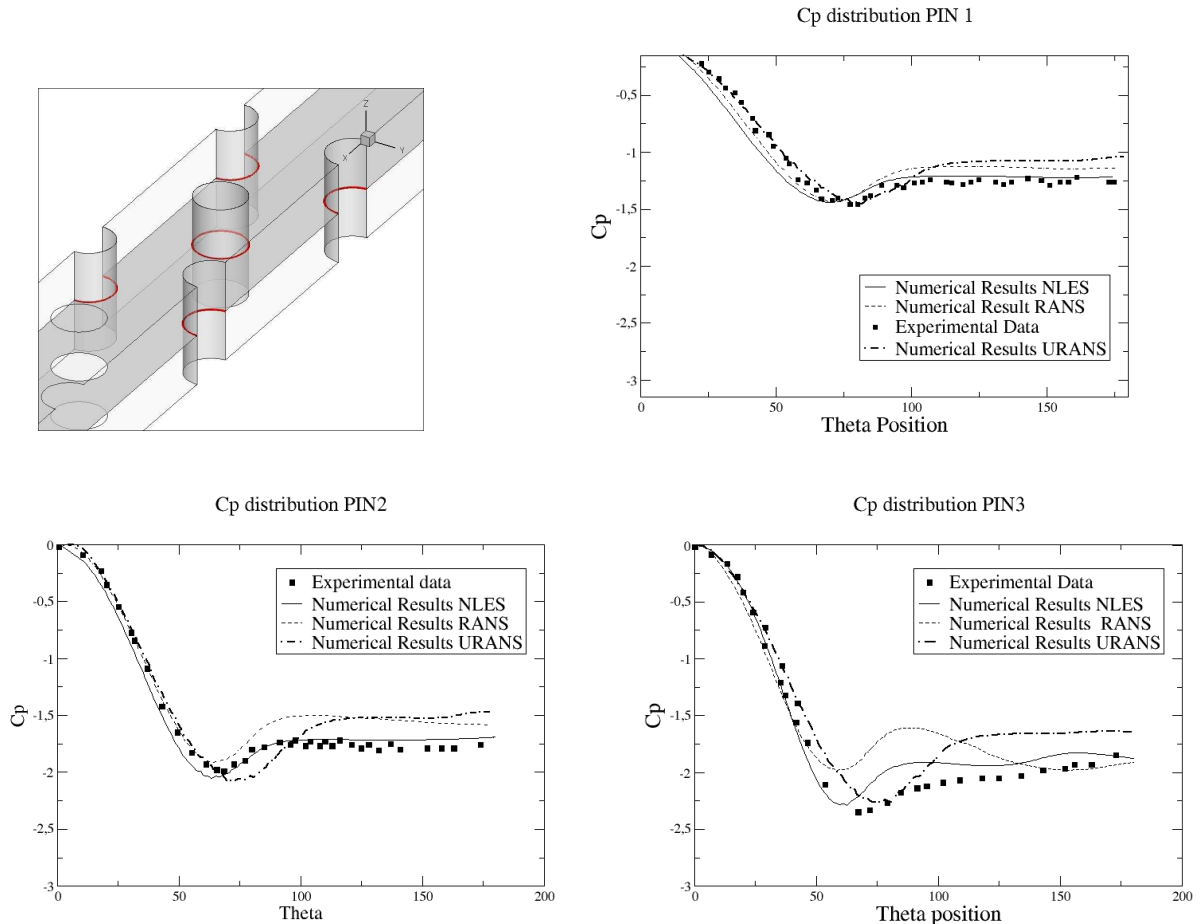 Cp distribution PIN 1
Z
X
Y
-0,5
-1
-1,5
-2
-2,5
-3
Cp
0
50
100
150
Theta Position
Numerical Results NLES
Numerical Result RANS
Experimental Data
Numerical Results URANS
Cp distribution PIN2
0
-0,5
-1
-1,5
-2
-2,5
-3
Cp
0
50
100
150
200
Theta
Experimental data
Numerical Results NLES
Numerical Results RANS
Numerical Results URANS
Cp distribution PIN3
0
-0,5
-1
-1,5
-2
-2,5
-3
Cp
0
50
100
150
200
Theta position
Experimental Data
Numerical Results NLES
Numerical Results  RANS
Numerical Results URANS